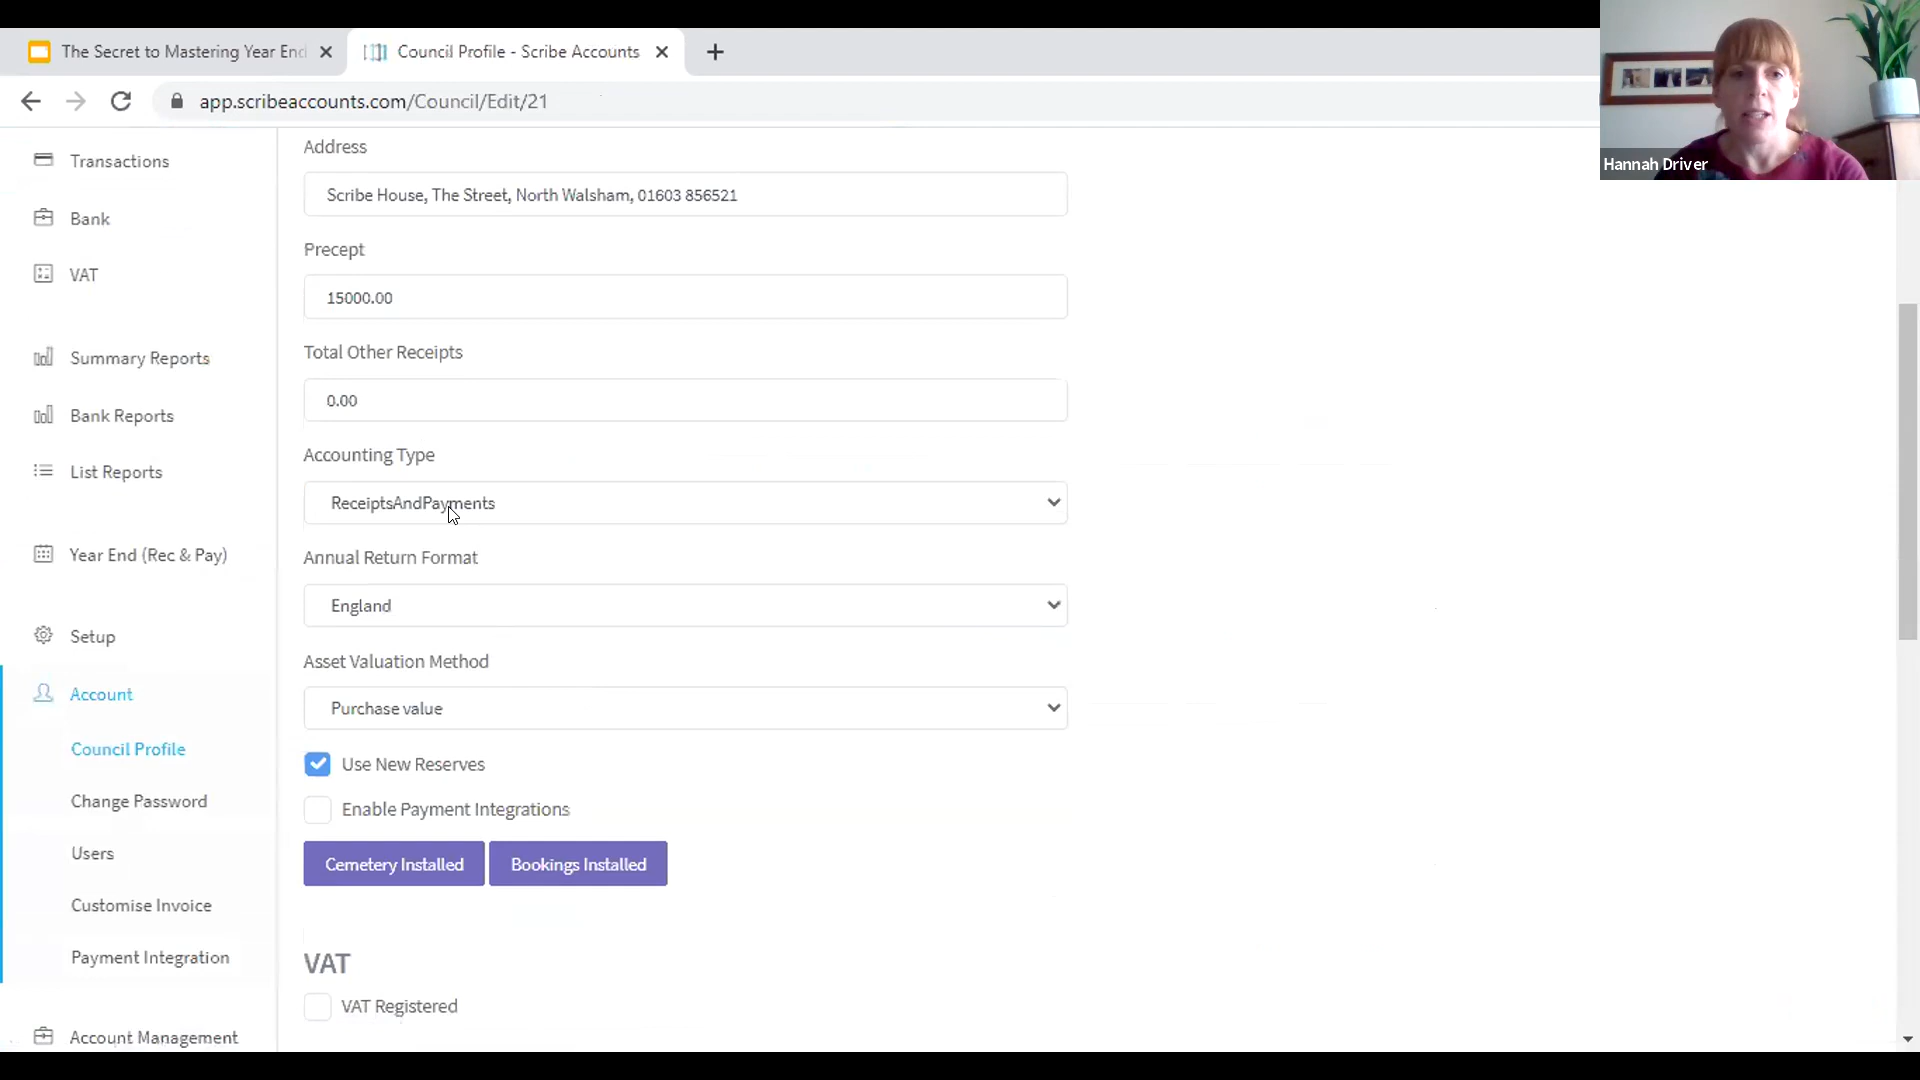 The Secret to Mastering Year End
Council Profile - Scribe Accounts
app.scribeaccounts.com/Council/Edit/21
Hannah Driver
Transactions
Bank
VAT
Summary Reports
Bank Reports
List Reports
Year End (Rec & Pay)
Setup
Account
Council Profile
Change Password
Users
Customise Invoice
Payment Integration
Account Management
Address
Scribe House, The Street, North Walsham, 01603 856521
Precept
15000.00
Total Other Receipts
0.00
Accounting Type
ReceiptsAndPayments
Annual Return Format
England
Asset Valuation Method
Purchase value
Use New Reserves
Enable Payment Integrations
Cemetery Installed
Bookings Installed
VAT
VAT Registered